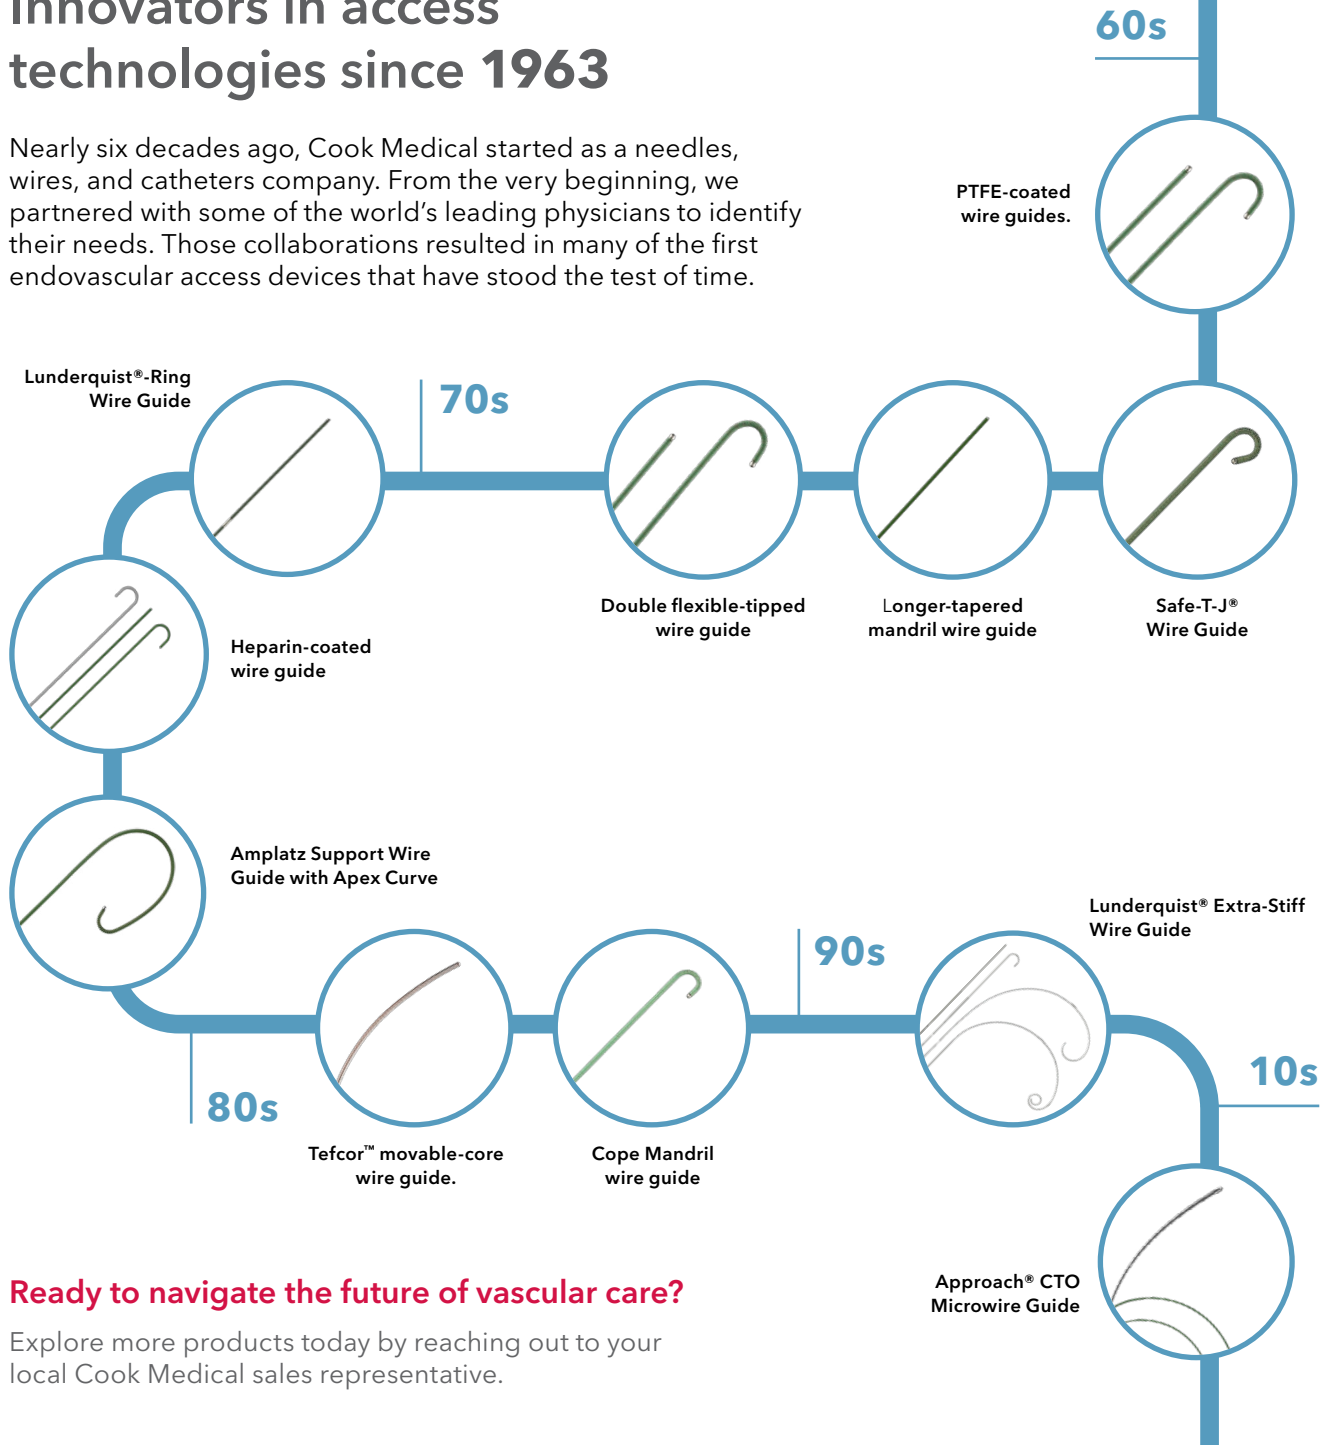 Innovators in access
technologies since 1963
Nearly six decades ago, Cook Medical started as a needles,
wires, and catheters company. From the very beginning, we
partnered with some of the world's leading physicians to identify
their needs. Those collaborations resulted in many of the first
endovascular access devices that have stood the test of time.
60s
PTFE-coated
wire guides.
Safe-T-J®
Wire Guide
Longer-tapered
mandril wire guide
Double flexible-tipped
wire guide
70s
Lunderquist®-Ring
Wire Guide
Heparin-coated
wire guide
Amplatz Support Wire
Guide with Apex Curve
80s
Tefcor™ movable-core
wire guide.
Cope Mandril
wire guide
90s
Lunderquist® Extra-Stiff
Wire Guide
10s
Approach® CTO
Microwire Guide
Ready to navigate the future of vascular care?
Explore more products today by reaching out to your
local Cook Medical sales representative.